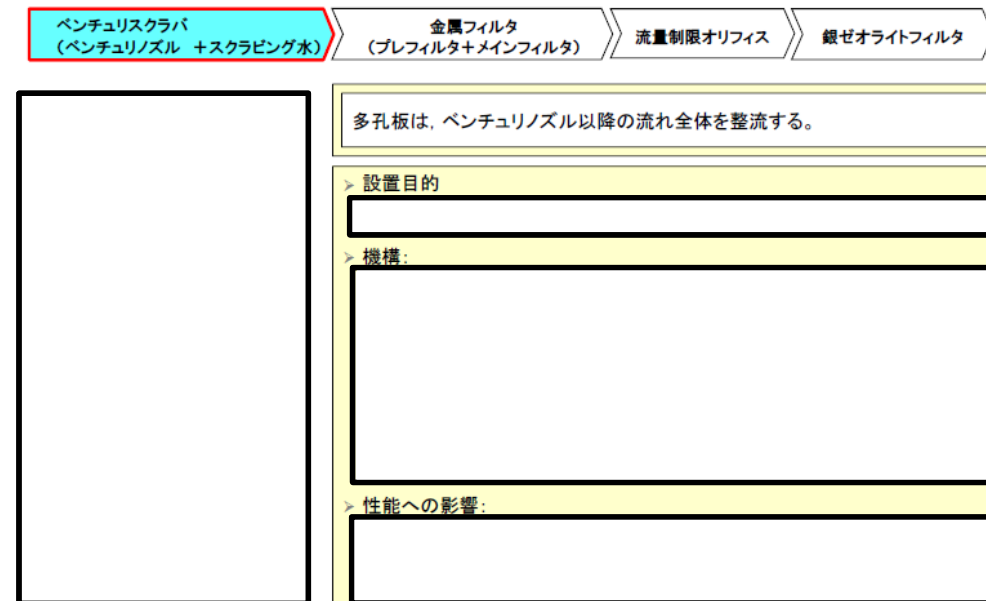 ベンチュリスクラバ
(ベンチュリノズル +スクラビング水)
金属フィルタ
(プレフィルタ+メインフィルタ)
流量制限オリフィス
銀ゼオライトフィルタ
多孔板は，ベンチュリノズル以降の流れ全体を整流する。
➢ 設置目的
➢ 機構：
➢ 性能への影響：